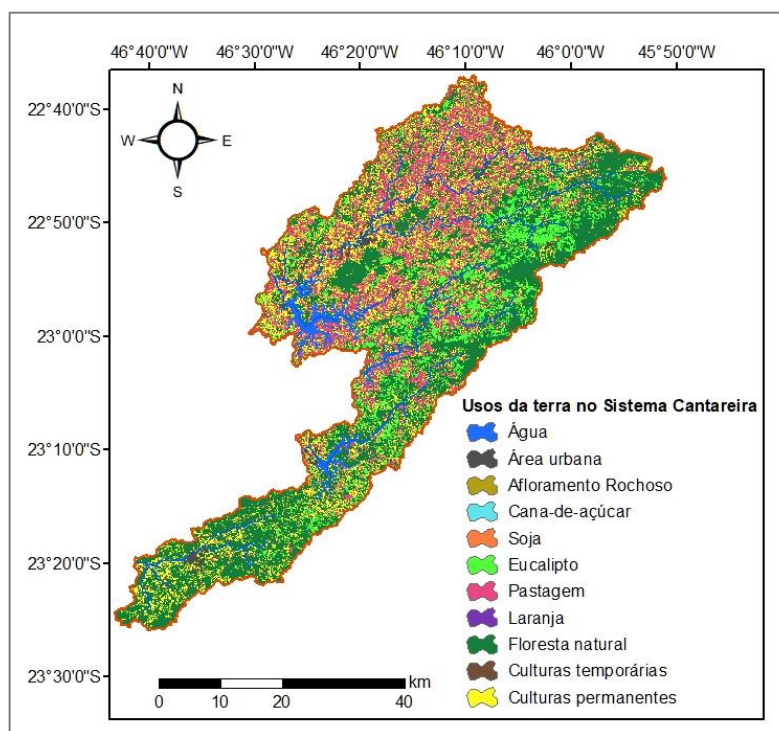 46°40'0"W 46°30'0"W 46°20'0"W 46°10'0"W 46°0'0"W 45°50'0"W
22°40'0"S
N
W E
S
22°50'0"S
23°0'0"S
Usos da terra no Sistema Cantareira
Água
23°10'0"S
Área urbana
Afloramento Rochoso
Cana-de-açúcar
Soja
23°20'0"S
Eucalipto
Pastagem
Laranja
Floresta natural
23°30'0"S
Culturas temporárias
km
Culturas permanentes
0 10 20 40